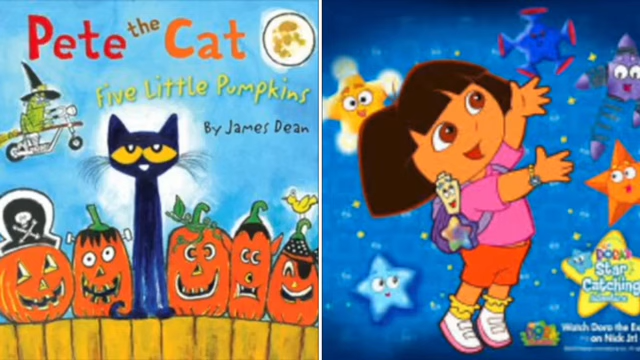 Pete the Cat
Five Little Pumpkins
By James Dean
DORA
Star
Catching
Watch Dora the Ex
on Nick Jr!